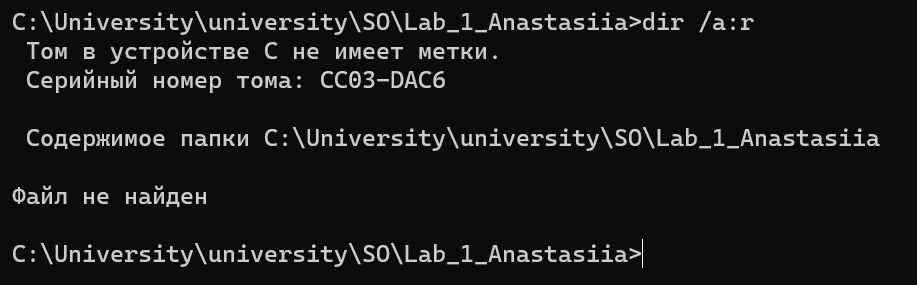 C:\University\university\SO\Lab_1_Anastasiia>dir /a:r
Том в устройстве C не имеет метки.
Серийный номер тома: CC03-DAC6
Содержимое папки C:\University\university\SO\Lab_1_Anastasiia
Файл не найден
C:\University\university\SO\Lab_1_Anastasiia>